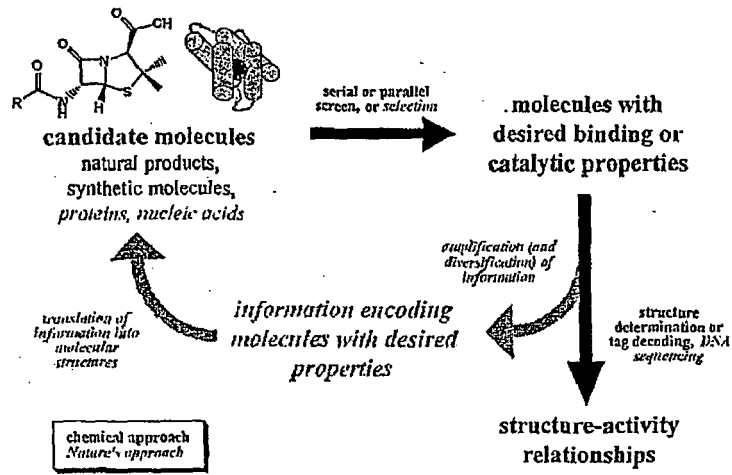 O
OH
O
N
O
R
N
H
H
S
candidate molecules
natural products,
synthetic molecules,
proteins, nucleic acids
serial or parallel
screen, or selection
molecules with
desired binding or
catalytic properties
amplification (and
diversification) of
information
structure
determination or
tag decoding, DNA
sequencing
structure-activity
relationships
information encoding
molecules with desired
properties
translation of
information into
molecular
structures
chemical approach
Nature's approach